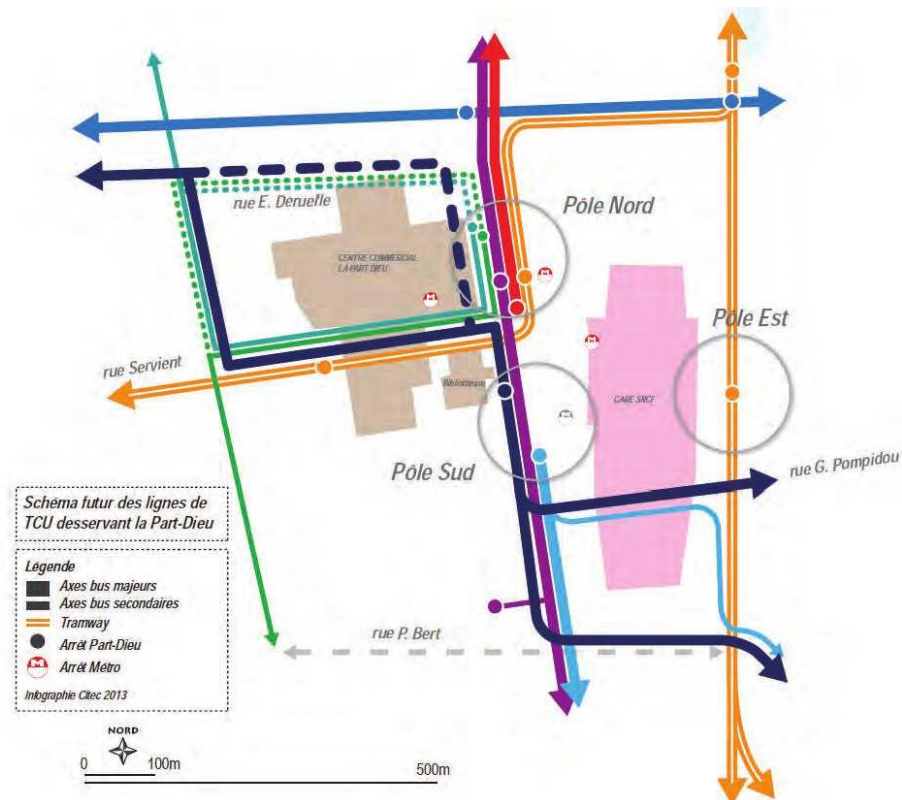 Pôle Nord
rue E. Deruelle
CENTRE COMMERCIAL
LA PART DIEU
M
M
M
Pôle Est
rue Servient
Bibliothèque
GARE SNCF
M
Pôle Sud
rue G. Pompidou
Schéma futur des lignes de
TCU desservant la Part-Dieu
Légende
Axes bus majeurs
Axes bus secondaires
Tramway
Arrêt Part-Dieu
M Arrêt Métro
Infographie Citec 2013
rue P. Bert
NORD
0 100m 500m